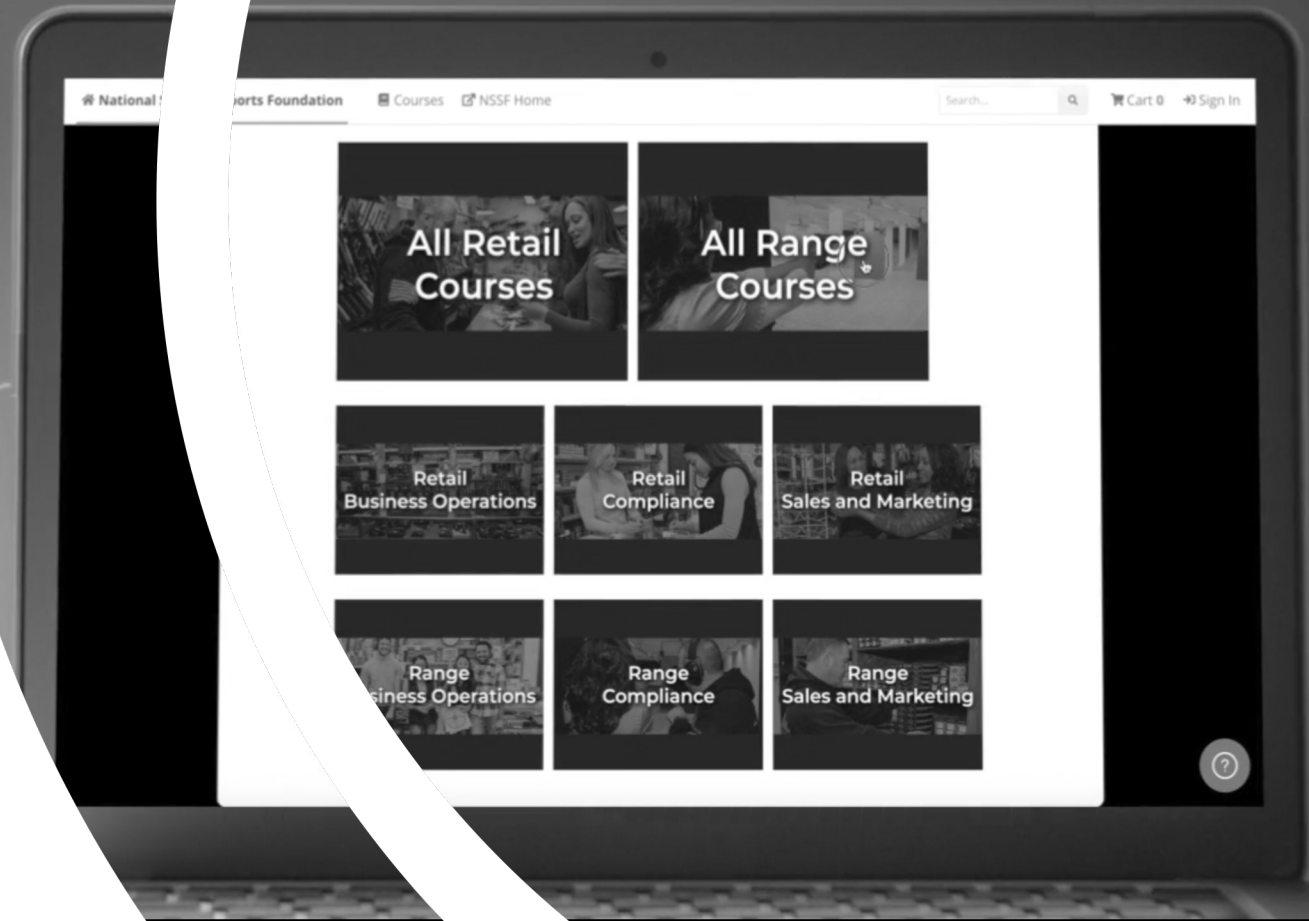 National S ports Foundation Courses NSSF Home Search... Cart 0 Sign In
All Retail
Courses
All Range
Courses
Retail
Business Operations
Retail
Compliance
Retail
Sales and Marketing
Range
siness Operations
Range
Compliance
Range
Sales and Marketing
?